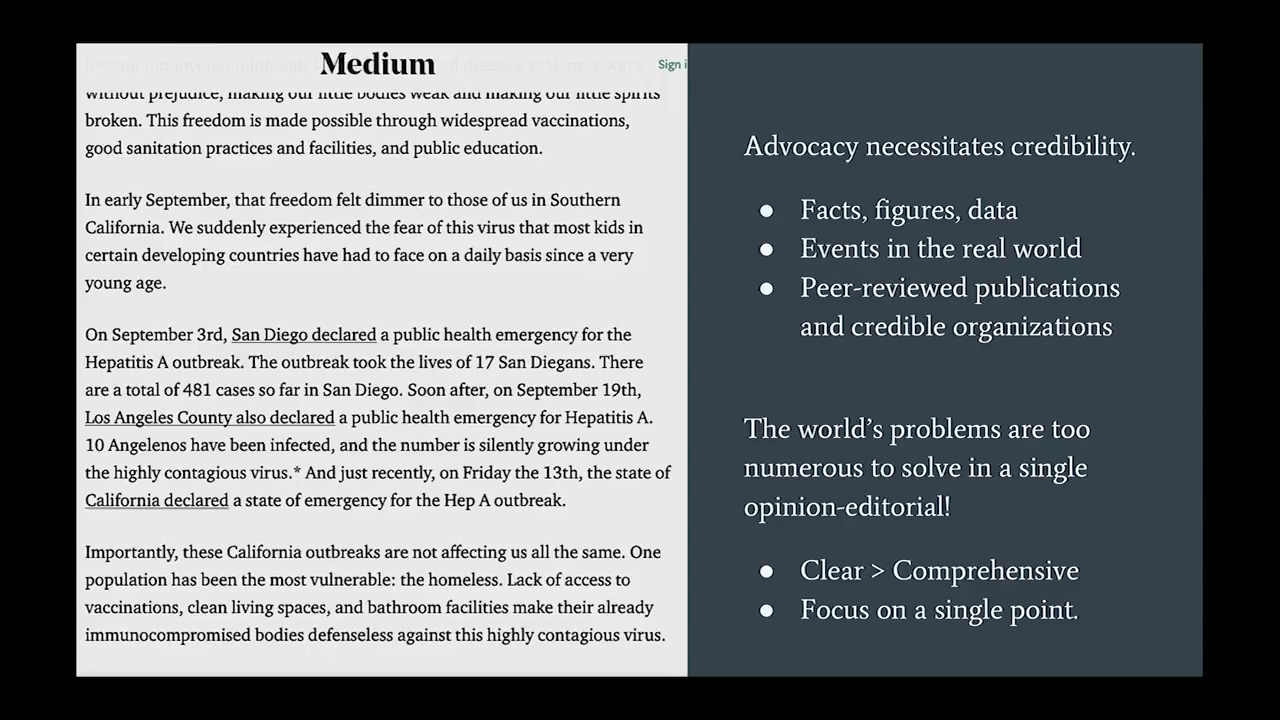 Medium
Sign i
without prejudice, making our little bodies weak and making our little spirits
broken. This freedom is made possible through widespread vaccinations,
good sanitation practices and facilities, and public education.
In early September, that freedom felt dimmer to those of us in Southern
California. We suddenly experienced the fear of this virus that most kids in
certain developing countries have had to face on a daily basis since a very
young age.
On September 3rd, San Diego declared a public health emergency for the
Hepatitis A outbreak. The outbreak took the lives of 17 San Diegans. There
are a total of 481 cases so far in San Diego. Soon after, on September 19th,
Los Angeles County also declared a public health emergency for Hepatitis A.
10 Angelenos have been infected, and the number is silently growing under
the highly contagious virus.* And just recently, on Friday the 13th, the state of
California declared a state of emergency for the Hep A outbreak.
Importantly, these California outbreaks are not affecting us all the same. One
population has been the most vulnerable: the homeless. Lack of access to
vaccinations, clean living spaces, and bathroom facilities make their already
immunocompromised bodies defenseless against this highly contagious virus.
Advocacy necessitates credibility.
● Facts, figures, data
● Events in the real world
● Peer-reviewed publications
and credible organizations
The world's problems are too
numerous to solve in a single
opinion-editorial!
● Clear > Comprehensive
● Focus on a single point.